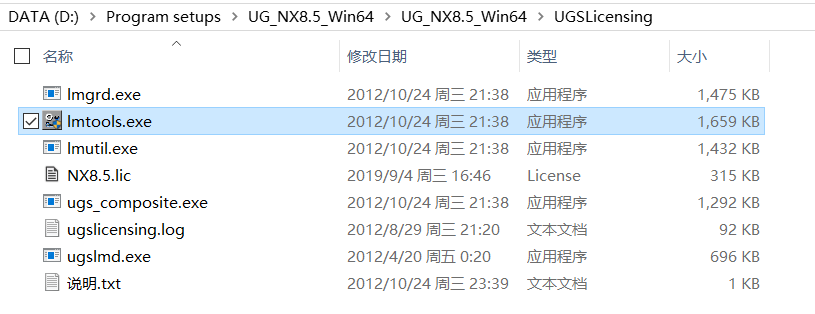 DATA (D:) > Program setups > UG_NX8.5_Win64 > UG_NX8.5_Win64 > UGSLicensing
名称 修改日期 类型 大小
lmgrd.exe 2012/10/24 周三 21:38 应用程序 1,475 KB
lmtools.exe 2012/10/24 周三 21:38 应用程序 1,659 KB
lmutil.exe 2012/10/24 周三 21:38 应用程序 1,432 KB
NX8.5.lic 2019/9/4 周三 16:46 License 315 KB
ugs_composite.exe 2012/10/24 周三 21:38 应用程序 1,292 KB
ugslicensing.log 2012/8/29 周三 21:20 文本文档 92 KB
ugslmd.exe 2012/4/20 周五 0:20 应用程序 696 KB
说明.txt 2012/10/24 周三 23:39 文本文档 1 KB